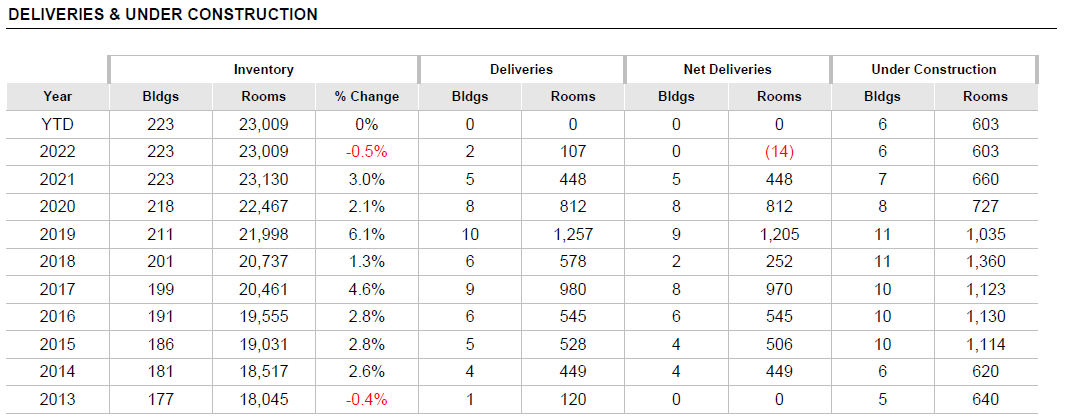 DELIVERIES & UNDER CONSTRUCTION
Inventory Deliveries Net Deliveries Under Construction
Year Bldgs Rooms % Change Bldgs Rooms Bldgs Rooms Bldgs Rooms
YTD 223 23,009 0% 0 0 0 0 6 603
2022 223 23,009 -0.5% 2 107 0 (14) 6 603
2021 223 23,130 3.0% 5 448 5 448 7 660
2020 218 22,467 2.1% 8 812 8 812 8 727
2019 211 21,998 6.1% 10 1,257 9 1,205 11 1,035
2018 201 20,737 1.3% 6 578 2 252 11 1,360
2017 199 20,461 4.6% 9 980 8 970 10 1,123
2016 191 19,555 2.8% 6 545 6 545 10 1,130
2015 186 19,031 2.8% 5 528 4 506 10 1,114
2014 181 18,517 2.6% 4 449 4 449 6 620
2013 177 18,045 -0.4% 1 120 0 0 5 640